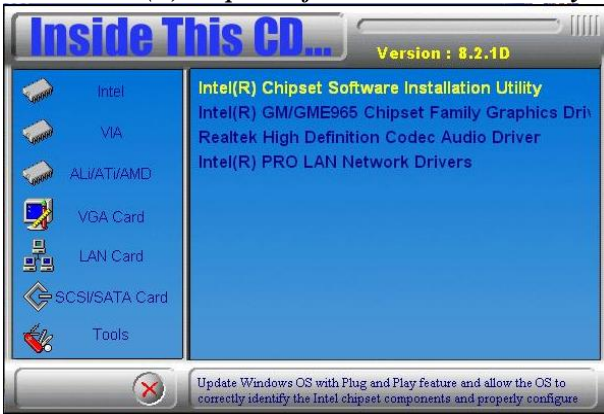 Inside This CD...
Version : 8.2.1D
Intel
VIA
ALi/ATi/AMD
VGA Card
LAN Card
SCSI/SATA Card
Tools
Intel(R) Chipset Software Installation Utility
Intel(R) GM/GME965 Chipset Family Graphics Driv
Realtek High Definition Codec Audio Driver
Intel(R) PRO LAN Network Drivers
Update Windows OS with Plug and Play feature and allow the OS to
correctly identify the Intel chipset components and properly configure